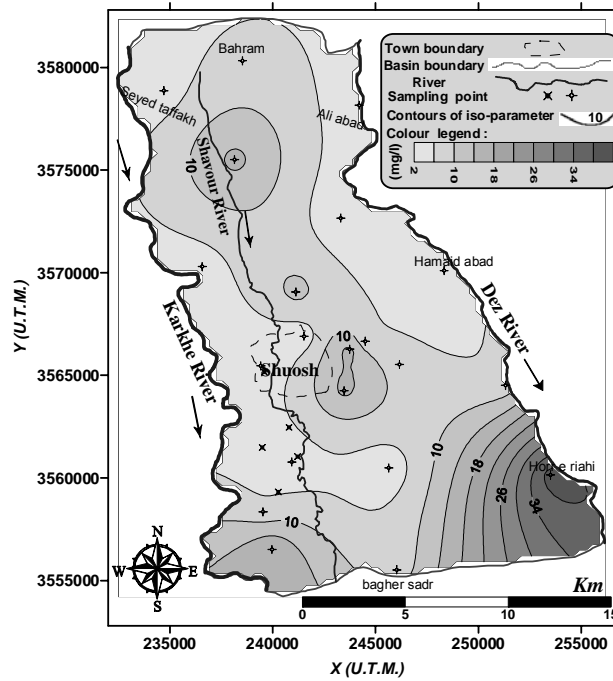 3580000
3575000
3570000
3565000
3560000
3555000
Y (U.T.M.)
235000
240000
245000
250000
255000
X (U.T.M.)
Town boundary
Basin boundary
River
Sampling point
Contours of iso-parameter 10
Colour legend :
(mg/l)
2
10
18
26
34
Bahram
Seyed taffakh
Ali abad
10
Shavour River
Hamaid abad
Dez River
Karkhe River
10
Shuosh
10
18
26
34
Horr e riahi
10
N
W E
S
bagher sadr
Km
0 5 10 15